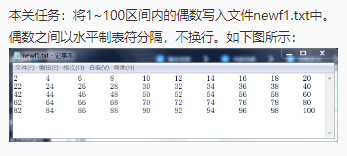 本关任务：将1~100区间内的偶数写入文件newf1.txt中。
偶数之间以水平制表符分隔，不换行。如下图所示：
newf1.txt - 记事本
文件(F) 编辑(E) 格式(O) 查看(V) 帮助(H)
2 4 6 8 10 12 14 16 18 20
22 24 26 28 30 32 34 36 38 40
42 44 46 48 50 52 54 56 58 60
62 64 66 68 70 72 74 76 78 80
82 84 86 88 90 92 94 96 98 100